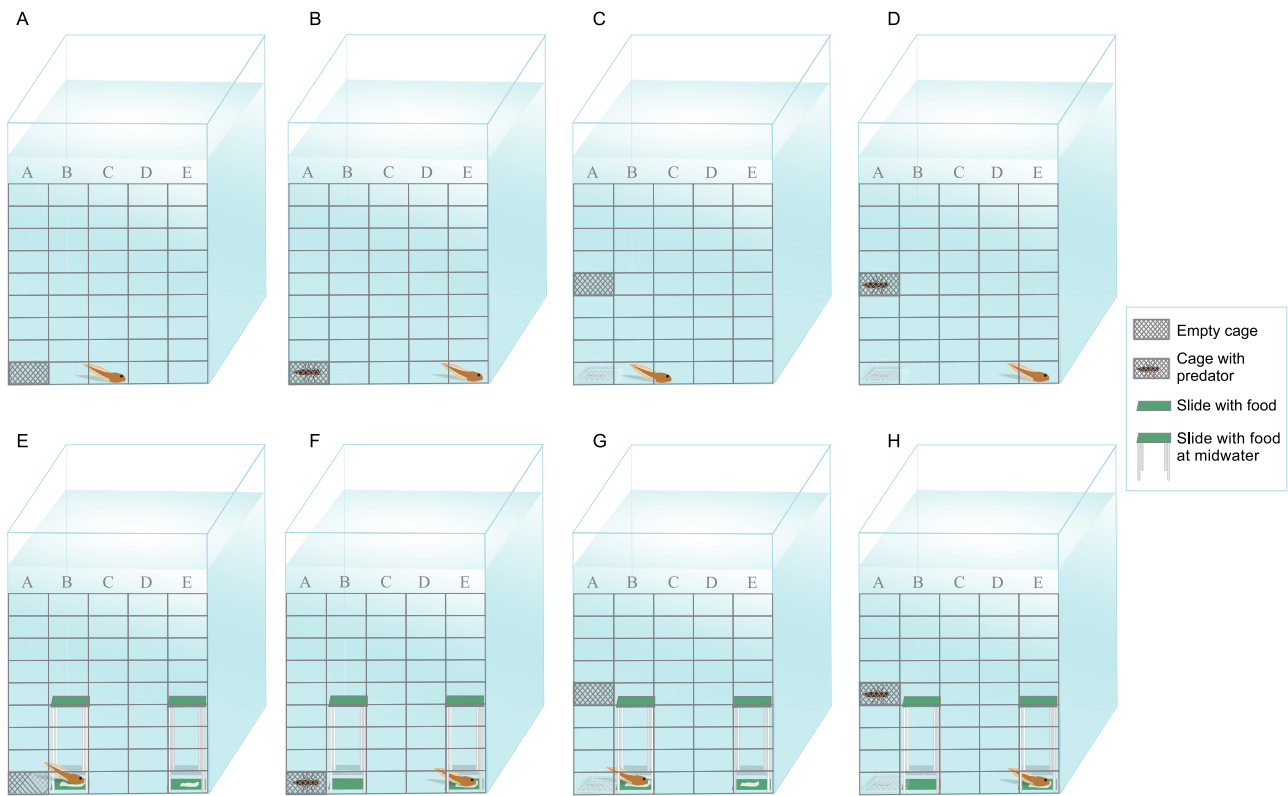 A
B
C
D
A B C D E
A B C D E
A B C D E
A B C D E
Empty cage
Cage with
predator
Slide with food
Slide with food
at midwater
E
F
G
H
A B C D E
A B C D E
A B C D E
A B C D E